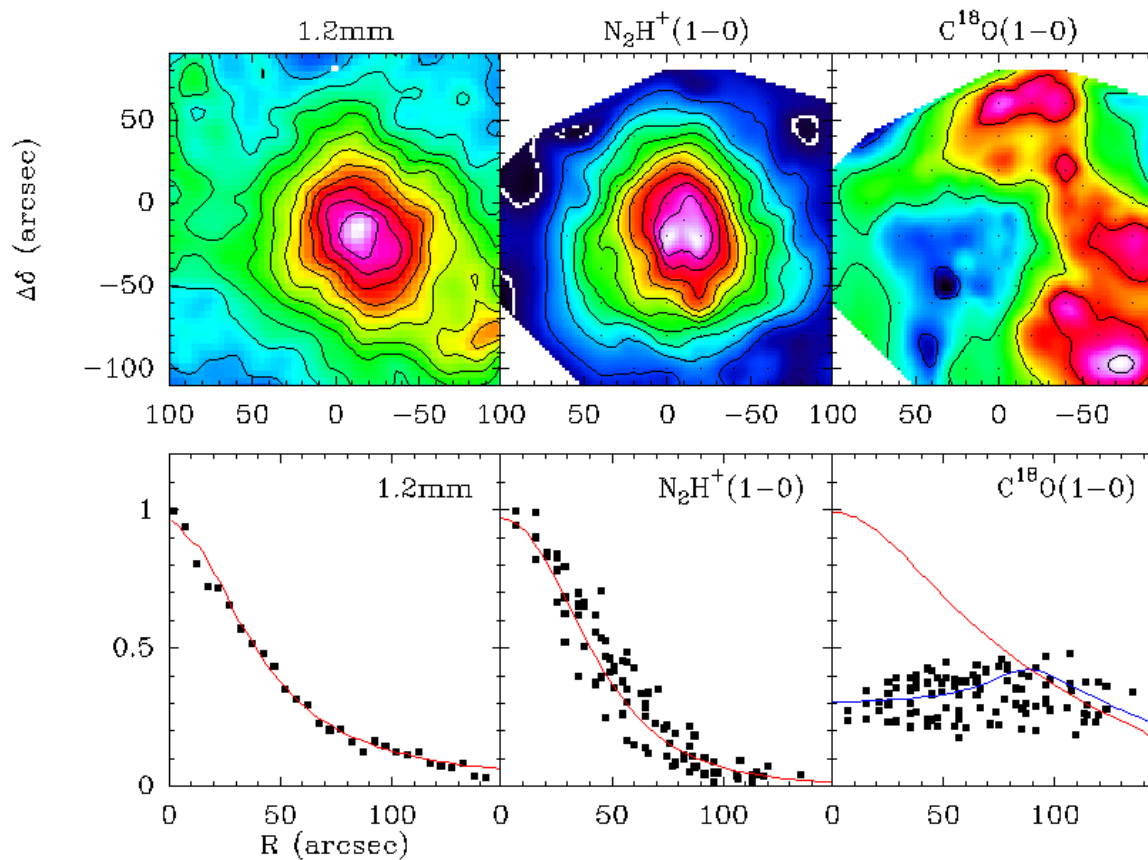 1.2mm N₂H⁺(1−0) C¹⁸O(1−0)
Δδ (arcsec)
50
0
−50
−100
100 50 0 −50 100 50 0 −50 100 50 0 −50
1.2mm N₂H⁺(1−0) C¹⁸O(1−0)
1
0.5
0
0 50 100 0 50 100 0 50 100
R (arcsec)